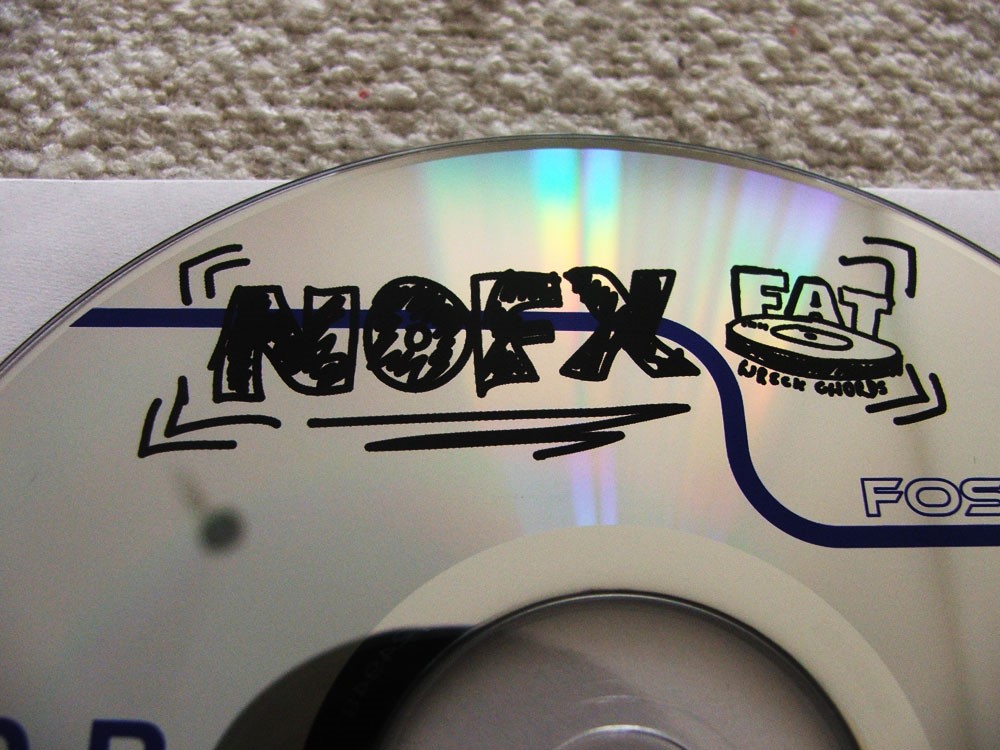 NOFX FAT
WRECK CHORDS
FOS